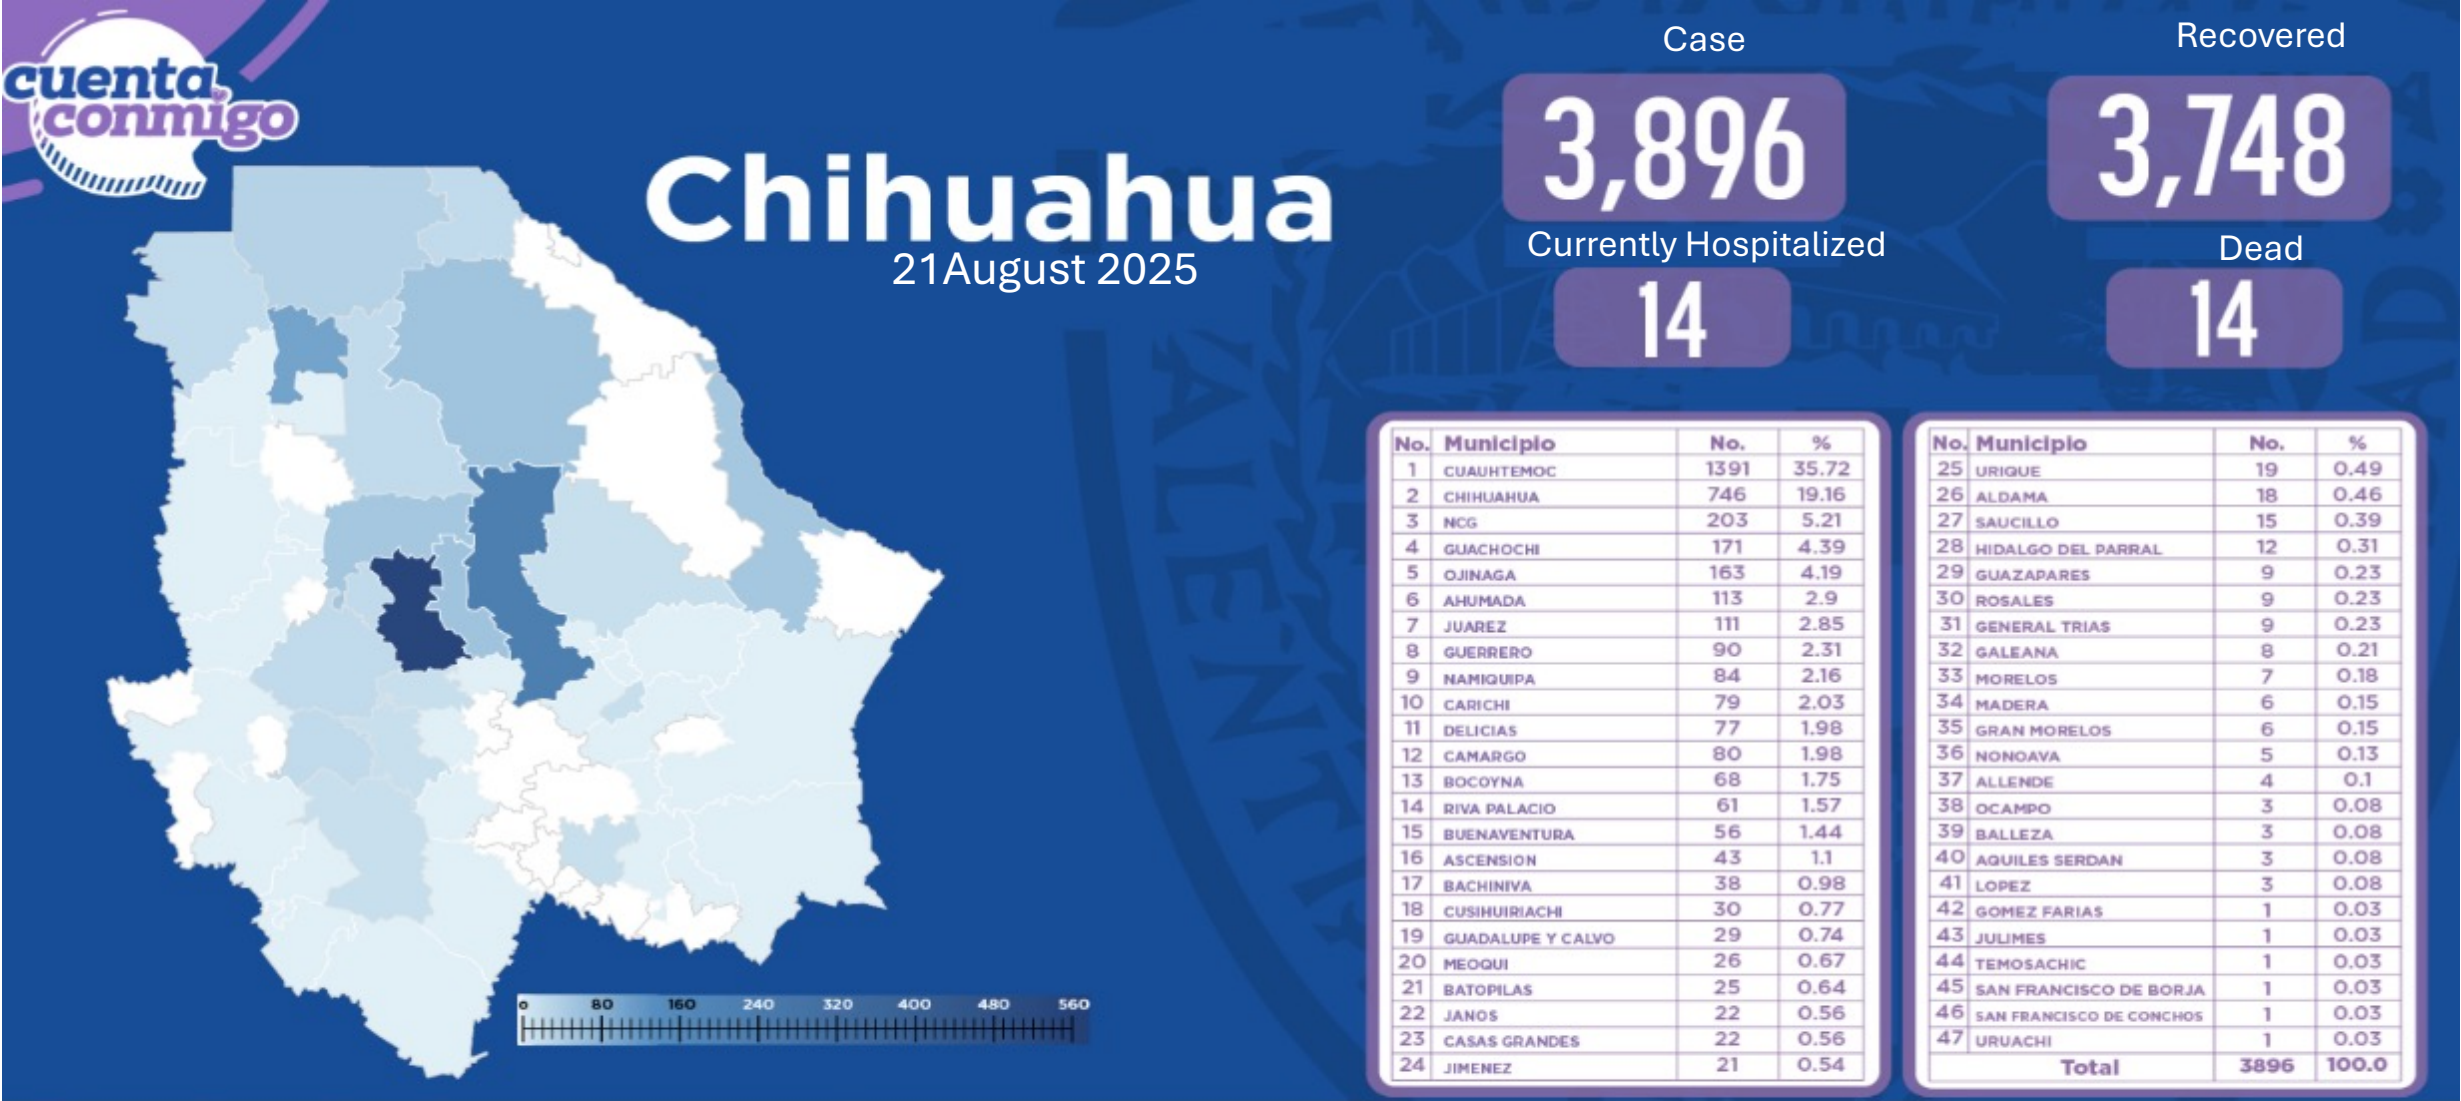 cuenta
conmigo
Chihuahua
21August 2025
Case
3,896
Recovered
3,748
Currently Hospitalized
14
Dead
14
No. Municipio No. %
1 CUAUHTEMOC 1391 35.72
2 CHIHUAHUA 746 19.16
3 NCG 203 5.21
4 GUACHOCHI 171 4.39
5 OJINAGA 163 4.19
6 AHUMADA 113 2.9
7 JUAREZ 111 2.85
8 GUERRERO 90 2.31
9 NAMIQUIPA 84 2.16
10 CARICHI 79 2.03
11 DELICIAS 77 1.98
12 CAMARGO 80 1.98
13 BOCOYNA 68 1.75
14 RIVA PALACIO 61 1.57
15 BUENAVENTURA 56 1.44
16 ASCENSION 43 1.1
17 BACHINIVA 38 0.98
18 CUSIHUIRIACHI 30 0.77
19 GUADALUPE Y CALVO 29 0.74
20 MEOQUI 26 0.67
21 BATOPILAS 25 0.64
22 JANOS 22 0.56
23 CASAS GRANDES 22 0.56
24 JIMENEZ 21 0.54
No. Municipio No. %
25 URIQUE 19 0.49
26 ALDAMA 18 0.46
27 SAUCILLO 15 0.39
28 HIDALGO DEL PARRAL 12 0.31
29 GUAZAPARES 9 0.23
30 ROSALES 9 0.23
31 GENERAL TRIAS 9 0.23
32 GALEANA 8 0.21
33 MORELOS 7 0.18
34 MADERA 6 0.15
35 GRAN MORELOS 6 0.15
36 NONOAVA 5 0.13
37 ALLENDE 4 0.1
38 OCAMPO 3 0.08
39 BALLEZA 3 0.08
40 AQUILES SERDAN 3 0.08
41 LOPEZ 3 0.08
42 GOMEZ FARIAS 1 0.03
43 JULIMES 1 0.03
44 TEMOSACHIC 1 0.03
45 SAN FRANCISCO DE BORJA 1 0.03
46 SAN FRANCISCO DE CONCHOS 1 0.03
47 URUACHI 1 0.03
Total 3896 100.0
0 80 160 240 320 400 480 560